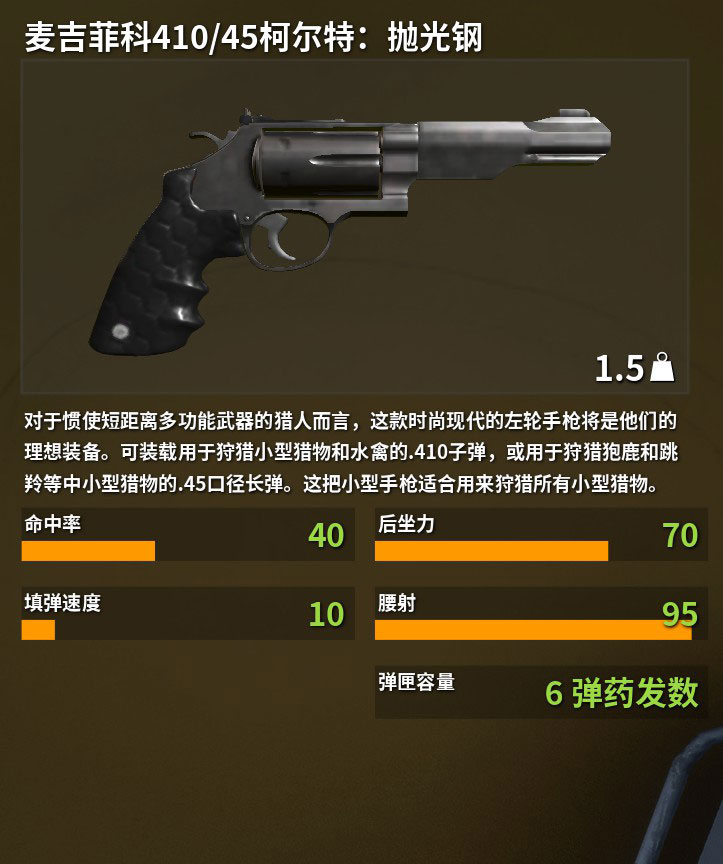 麦吉菲科410/45柯尔特：抛光钢
1.5
对于惯使短距离多功能武器的猎人而言，这款时尚现代的左轮手枪将是他们的
理想装备。可装载用于狩猎小型猎物和水禽的.410子弹，或用于狩猎狍鹿和跳
羚等中小型猎物的.45口径长弹。这把小型手枪适合用来狩猎所有小型猎物。
命中率 40
后坐力 70
填弹速度 10
腰射 95
弹匣容量 6 弹药发数